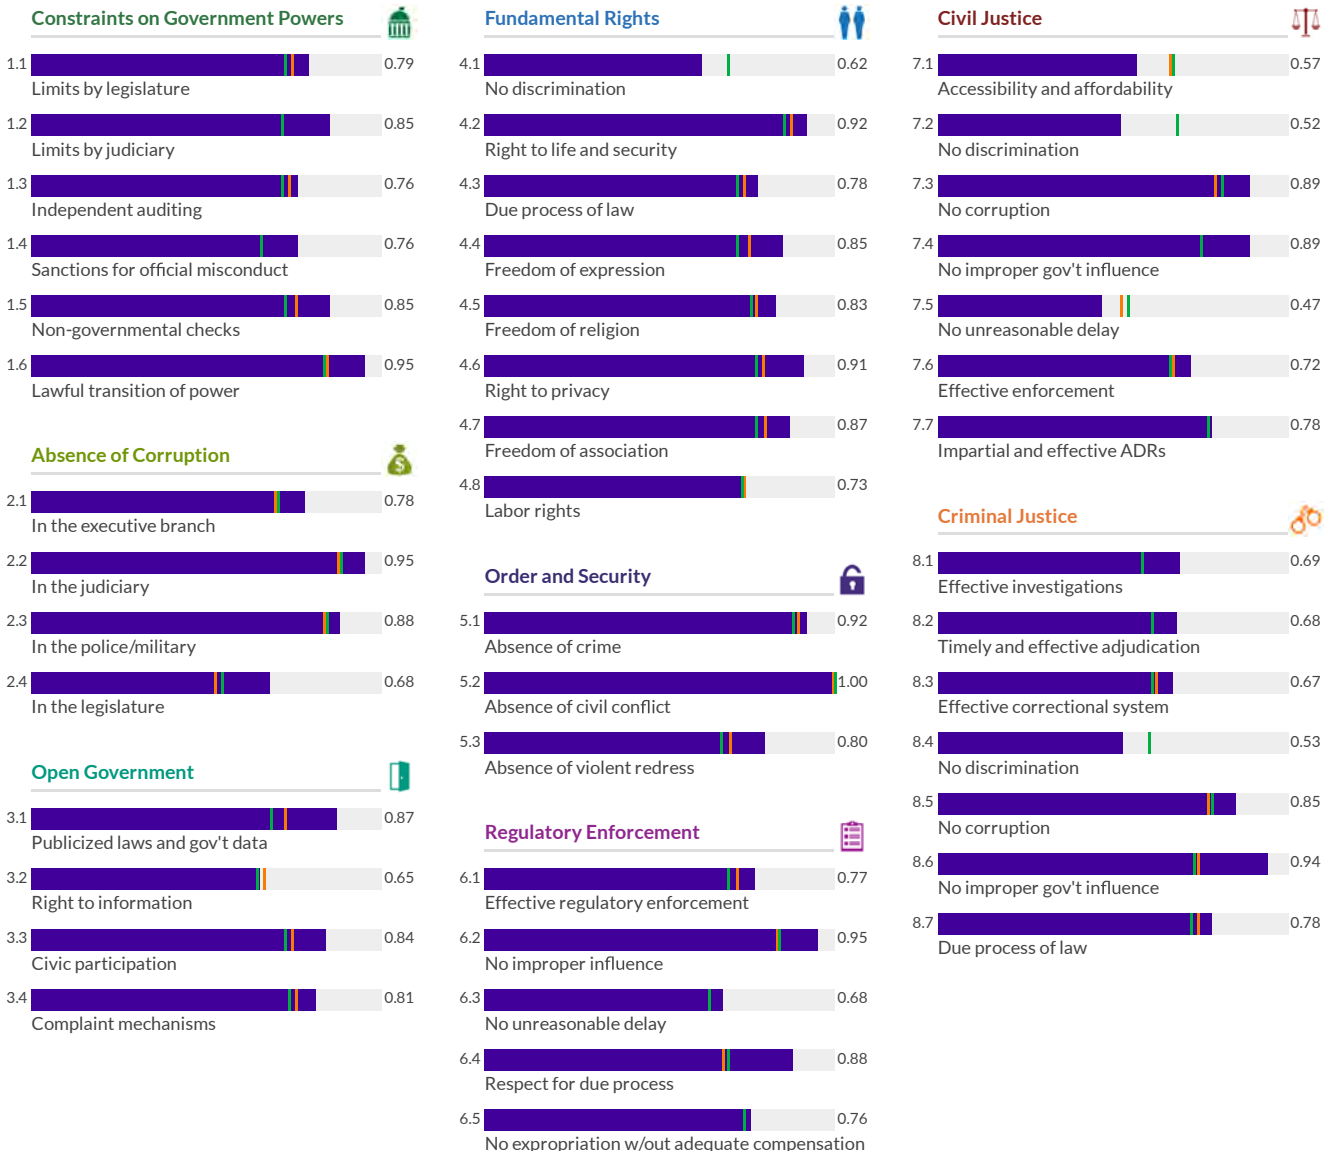 Constraints on Government Powers
1.1 0.79
Limits by legislature
1.2 0.85
Limits by judiciary
1.3 0.76
Independent auditing
1.4 0.76
Sanctions for official misconduct
1.5 0.85
Non-governmental checks
1.6 0.95
Lawful transition of power
Absence of Corruption
2.1 0.78
In the executive branch
2.2 0.95
In the judiciary
2.3 0.88
In the police/military
2.4 0.68
In the legislature
Open Government
3.1 0.87
Publicized laws and gov't data
3.2 0.65
Right to information
3.3 0.84
Civic participation
3.4 0.81
Complaint mechanisms
Fundamental Rights
4.1 0.62
No discrimination
4.2 0.92
Right to life and security
4.3 0.78
Due process of law
4.4 0.85
Freedom of expression
4.5 0.83
Freedom of religion
4.6 0.91
Right to privacy
4.7 0.87
Freedom of association
4.8 0.73
Labor rights
Order and Security
5.1 0.92
Absence of crime
5.2 1.00
Absence of civil conflict
5.3 0.80
Absence of violent redress
Regulatory Enforcement
6.1 0.77
Effective regulatory enforcement
6.2 0.95
No improper influence
6.3 0.68
No unreasonable delay
6.4 0.88
Respect for due process
6.5 0.76
No expropriation w/out adequate compensation
Civil Justice
7.1 0.57
Accessibility and affordability
7.2 0.52
No discrimination
7.3 0.89
No corruption
7.4 0.89
No improper gov't influence
7.5 0.47
No unreasonable delay
7.6 0.72
Effective enforcement
7.7 0.78
Impartial and effective ADRs
Criminal Justice
8.1 0.69
Effective investigations
8.2 0.68
Timely and effective adjudication
8.3 0.67
Effective correctional system
8.4 0.53
No discrimination
8.5 0.85
No corruption
8.6 0.94
No improper gov't influence
8.7 0.78
Due process of law